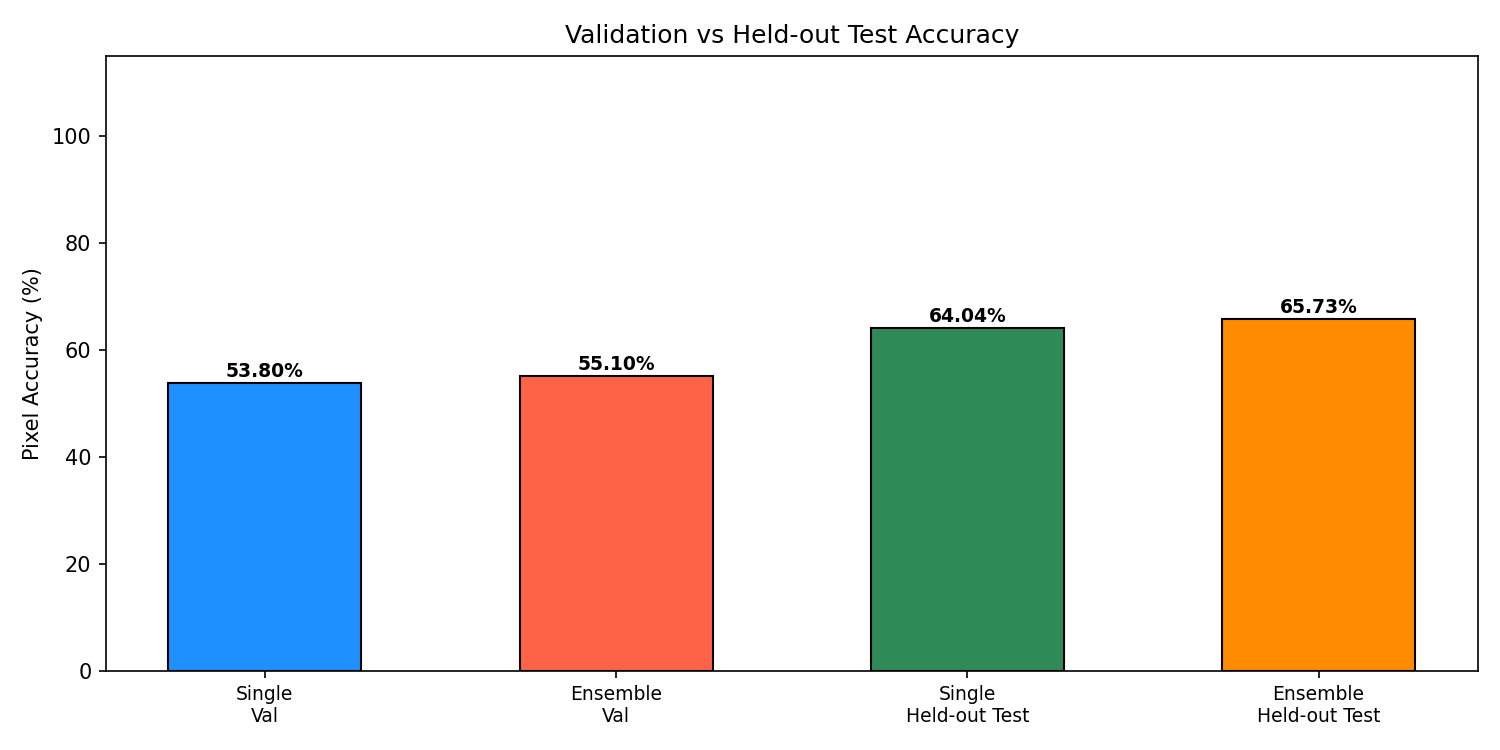 Validation vs Held-out Test Accuracy
Pixel Accuracy (%)
100
80
60
40
20
0
53.80%
55.10%
64.04%
65.73%
Single
Val
Ensemble
Val
Single
Held-out Test
Ensemble
Held-out Test